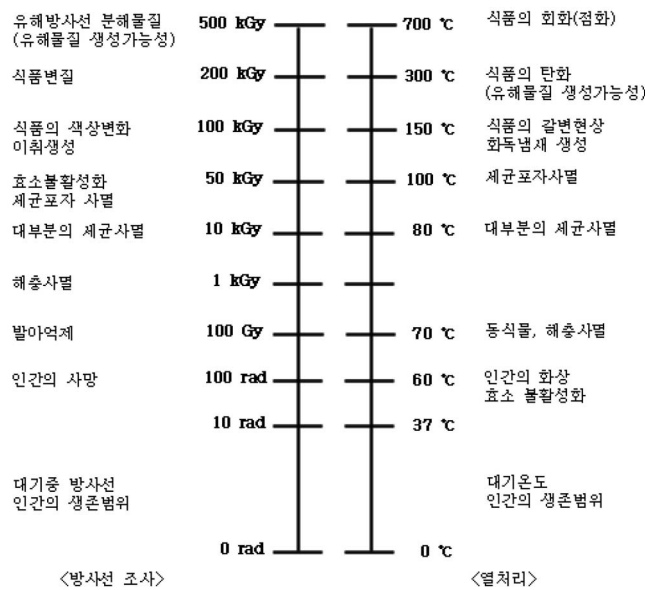 유해방사선 분해물질 500 kGy 700 ℃ 식품의 회화(점화)
(유해물질 생성가능성)
식품변질 200 kGy 300 ℃ 식품의 탄화
(유해물질 생성가능성)
식품의 색상변화 100 kGy 150 ℃ 식품의 갈변현상
이취생성 화독냄새 생성
효소불활성화 50 kGy 100 ℃ 세균포자사멸
세균포자 사멸
대부분의 세균사멸 10 kGy 80 ℃ 대부분의 세균사멸
해충사멸 1 kGy
발아억제 100 Gy 70 ℃ 동식물, 해충사멸
인간의 사망 100 rad 60 ℃ 인간의 화상
효소 불활성화
10 rad 37 ℃
대기중 방사선 대기온도
인간의 생존범위 인간의 생존범위
0 rad 0 ℃
<방사선 조사> <열처리>